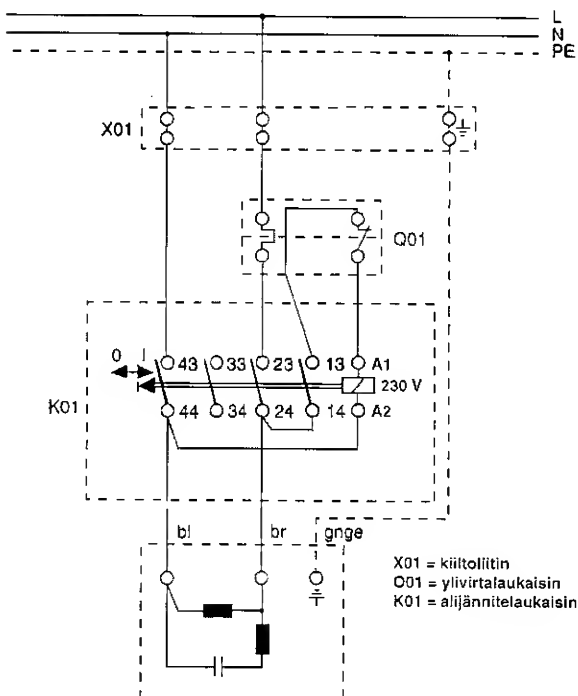 L
N
PE
X01
Q01
0 I
43 33 23 13 A1
230 V
K01
44 34 24 14 A2
bl br gnge
X01 = kiiltoliitin
O01 = ylivirtalaukaisin
K01 = alijännitelaukaisin